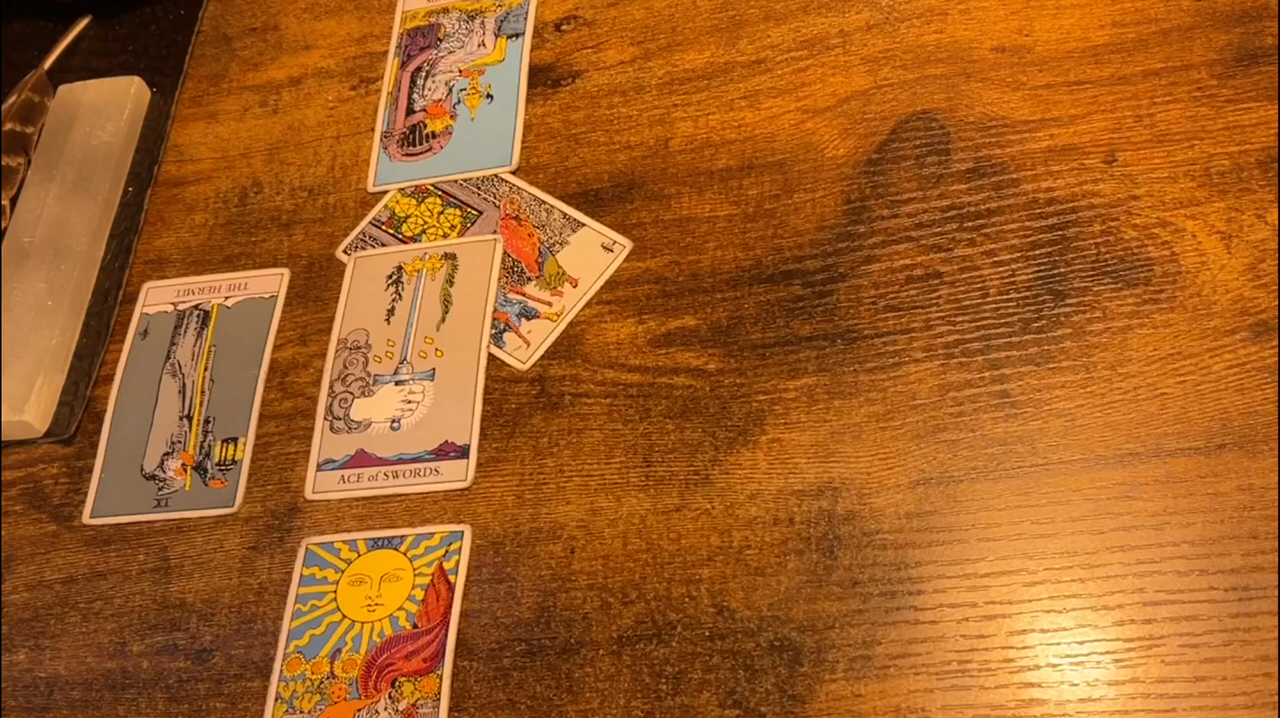 THE HERMIT.
IX
ACE of SWORDS.
XIX